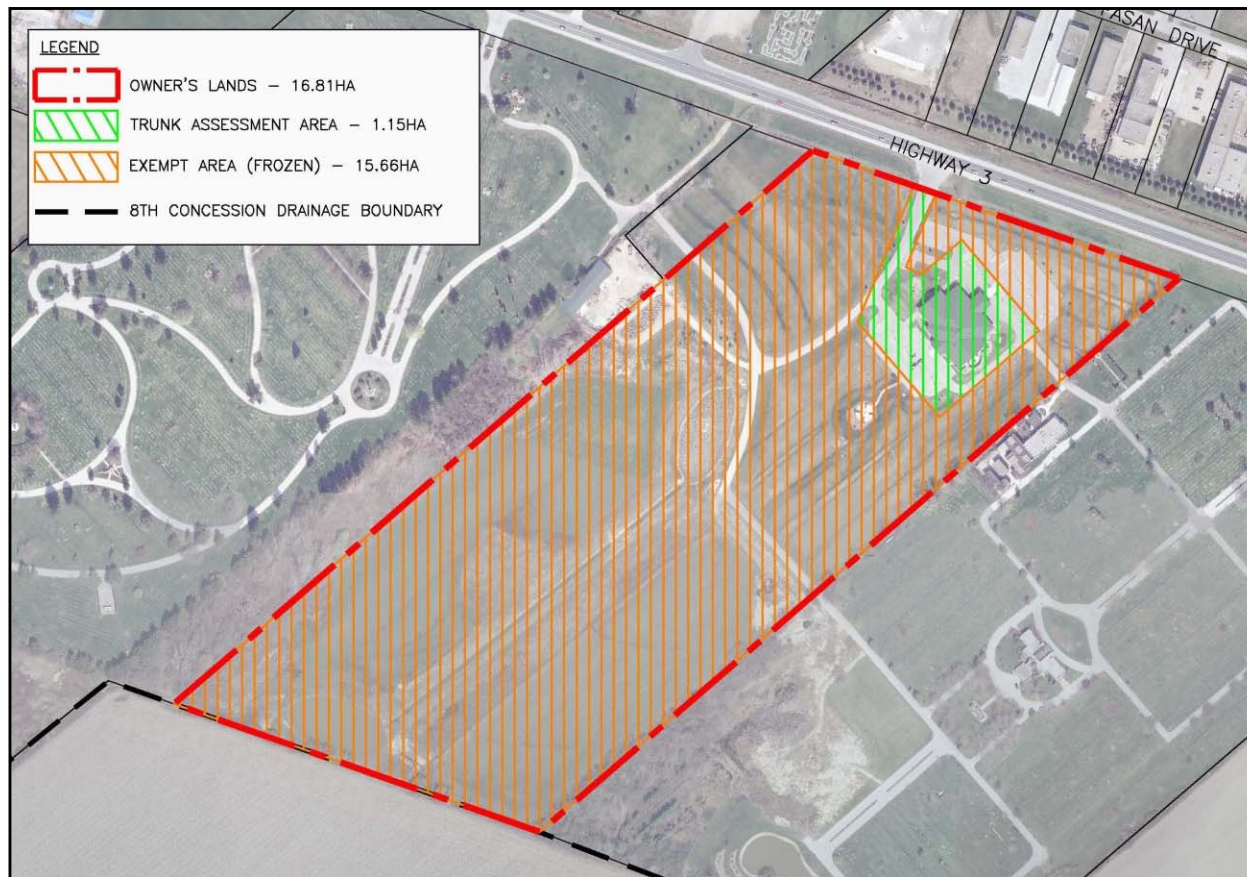 LEGEND
OWNER'S LANDS – 16.81HA
TRUNK ASSESSMENT AREA – 1.15HA
EXEMPT AREA (FROZEN) – 15.66HA
8TH CONCESSION DRAINAGE BOUNDARY
PASAN DRIVE
HIGHWAY 3